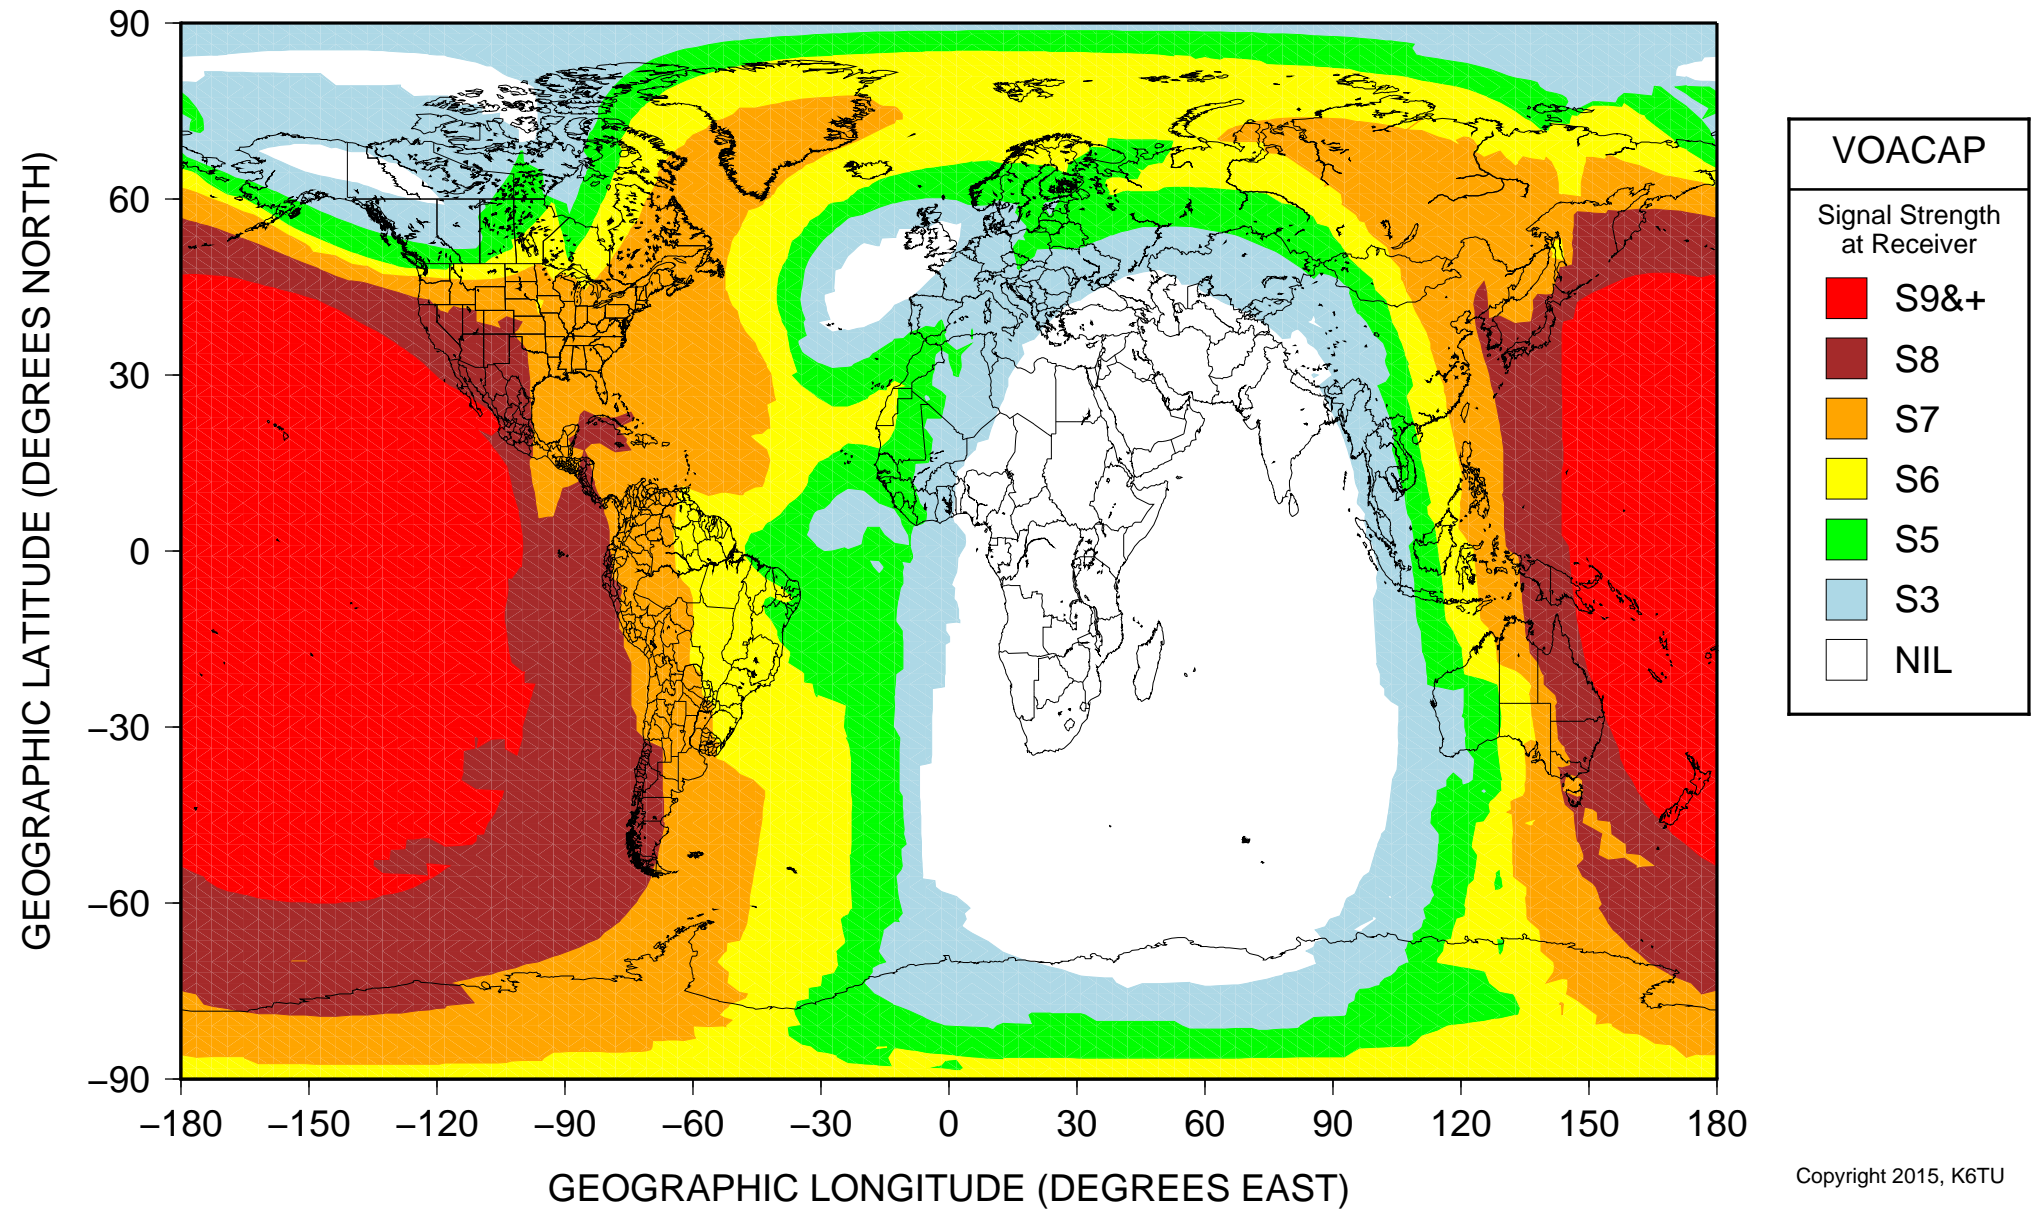 90
60
30
0
−30
−60
−90
GEOGRAPHIC LATITUDE (DEGREES NORTH)
−180 −150 −120 −90 −60 −30 0 30 60 90 120 150 180
GEOGRAPHIC LONGITUDE (DEGREES EAST)
VOACAP
Signal Strength
at Receiver
S9&+
S8
S7
S6
S5
S3
NIL
Copyright 2015, K6TU